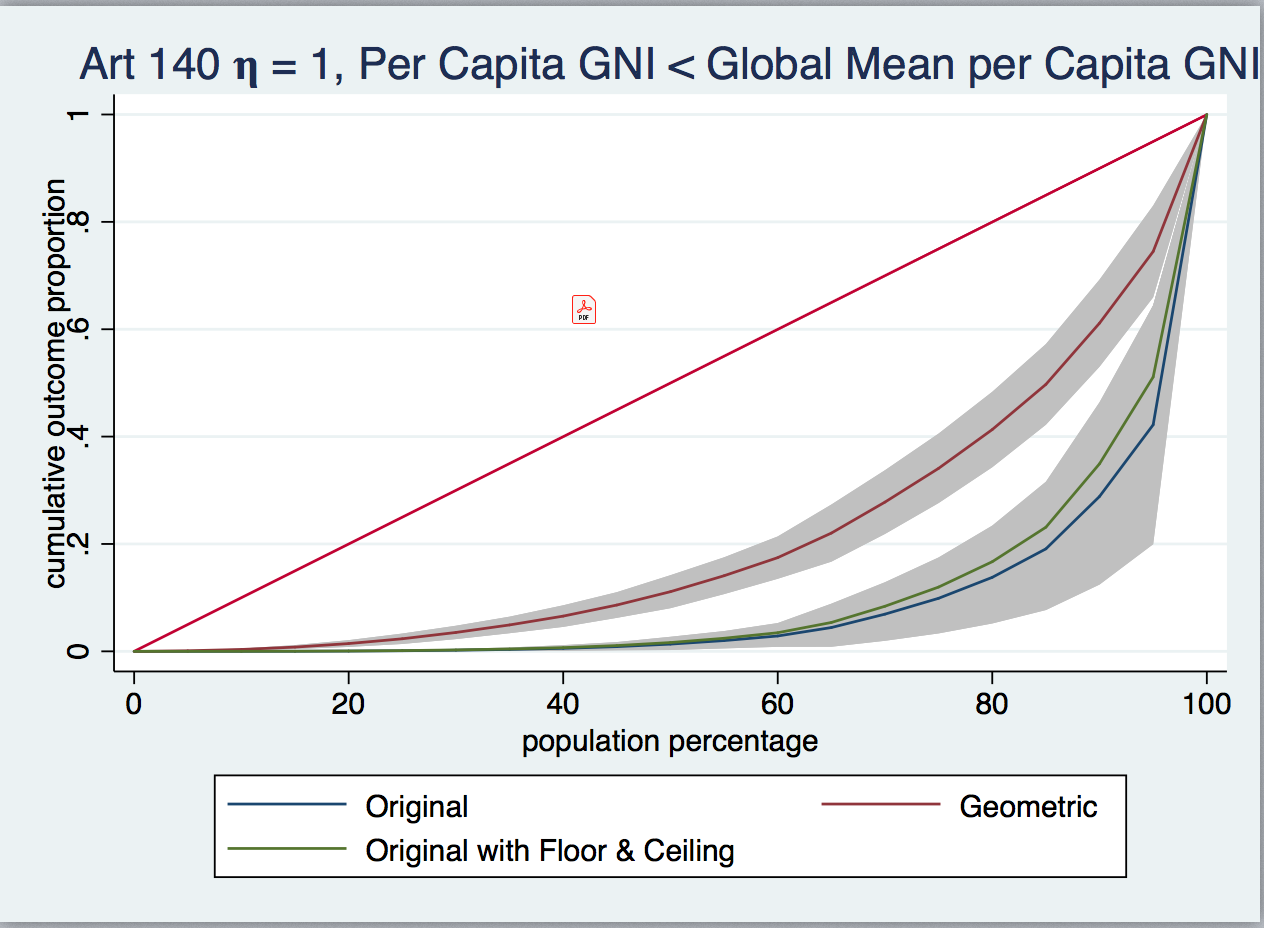 Art 140 η = 1, Per Capita GNI < Global Mean per Capita GNI
cumulative outcome proportion
1
.8
.6
.4
.2
0
PDF
0 20 40 60 80 100
population percentage
Original Geometric
Original with Floor & Ceiling